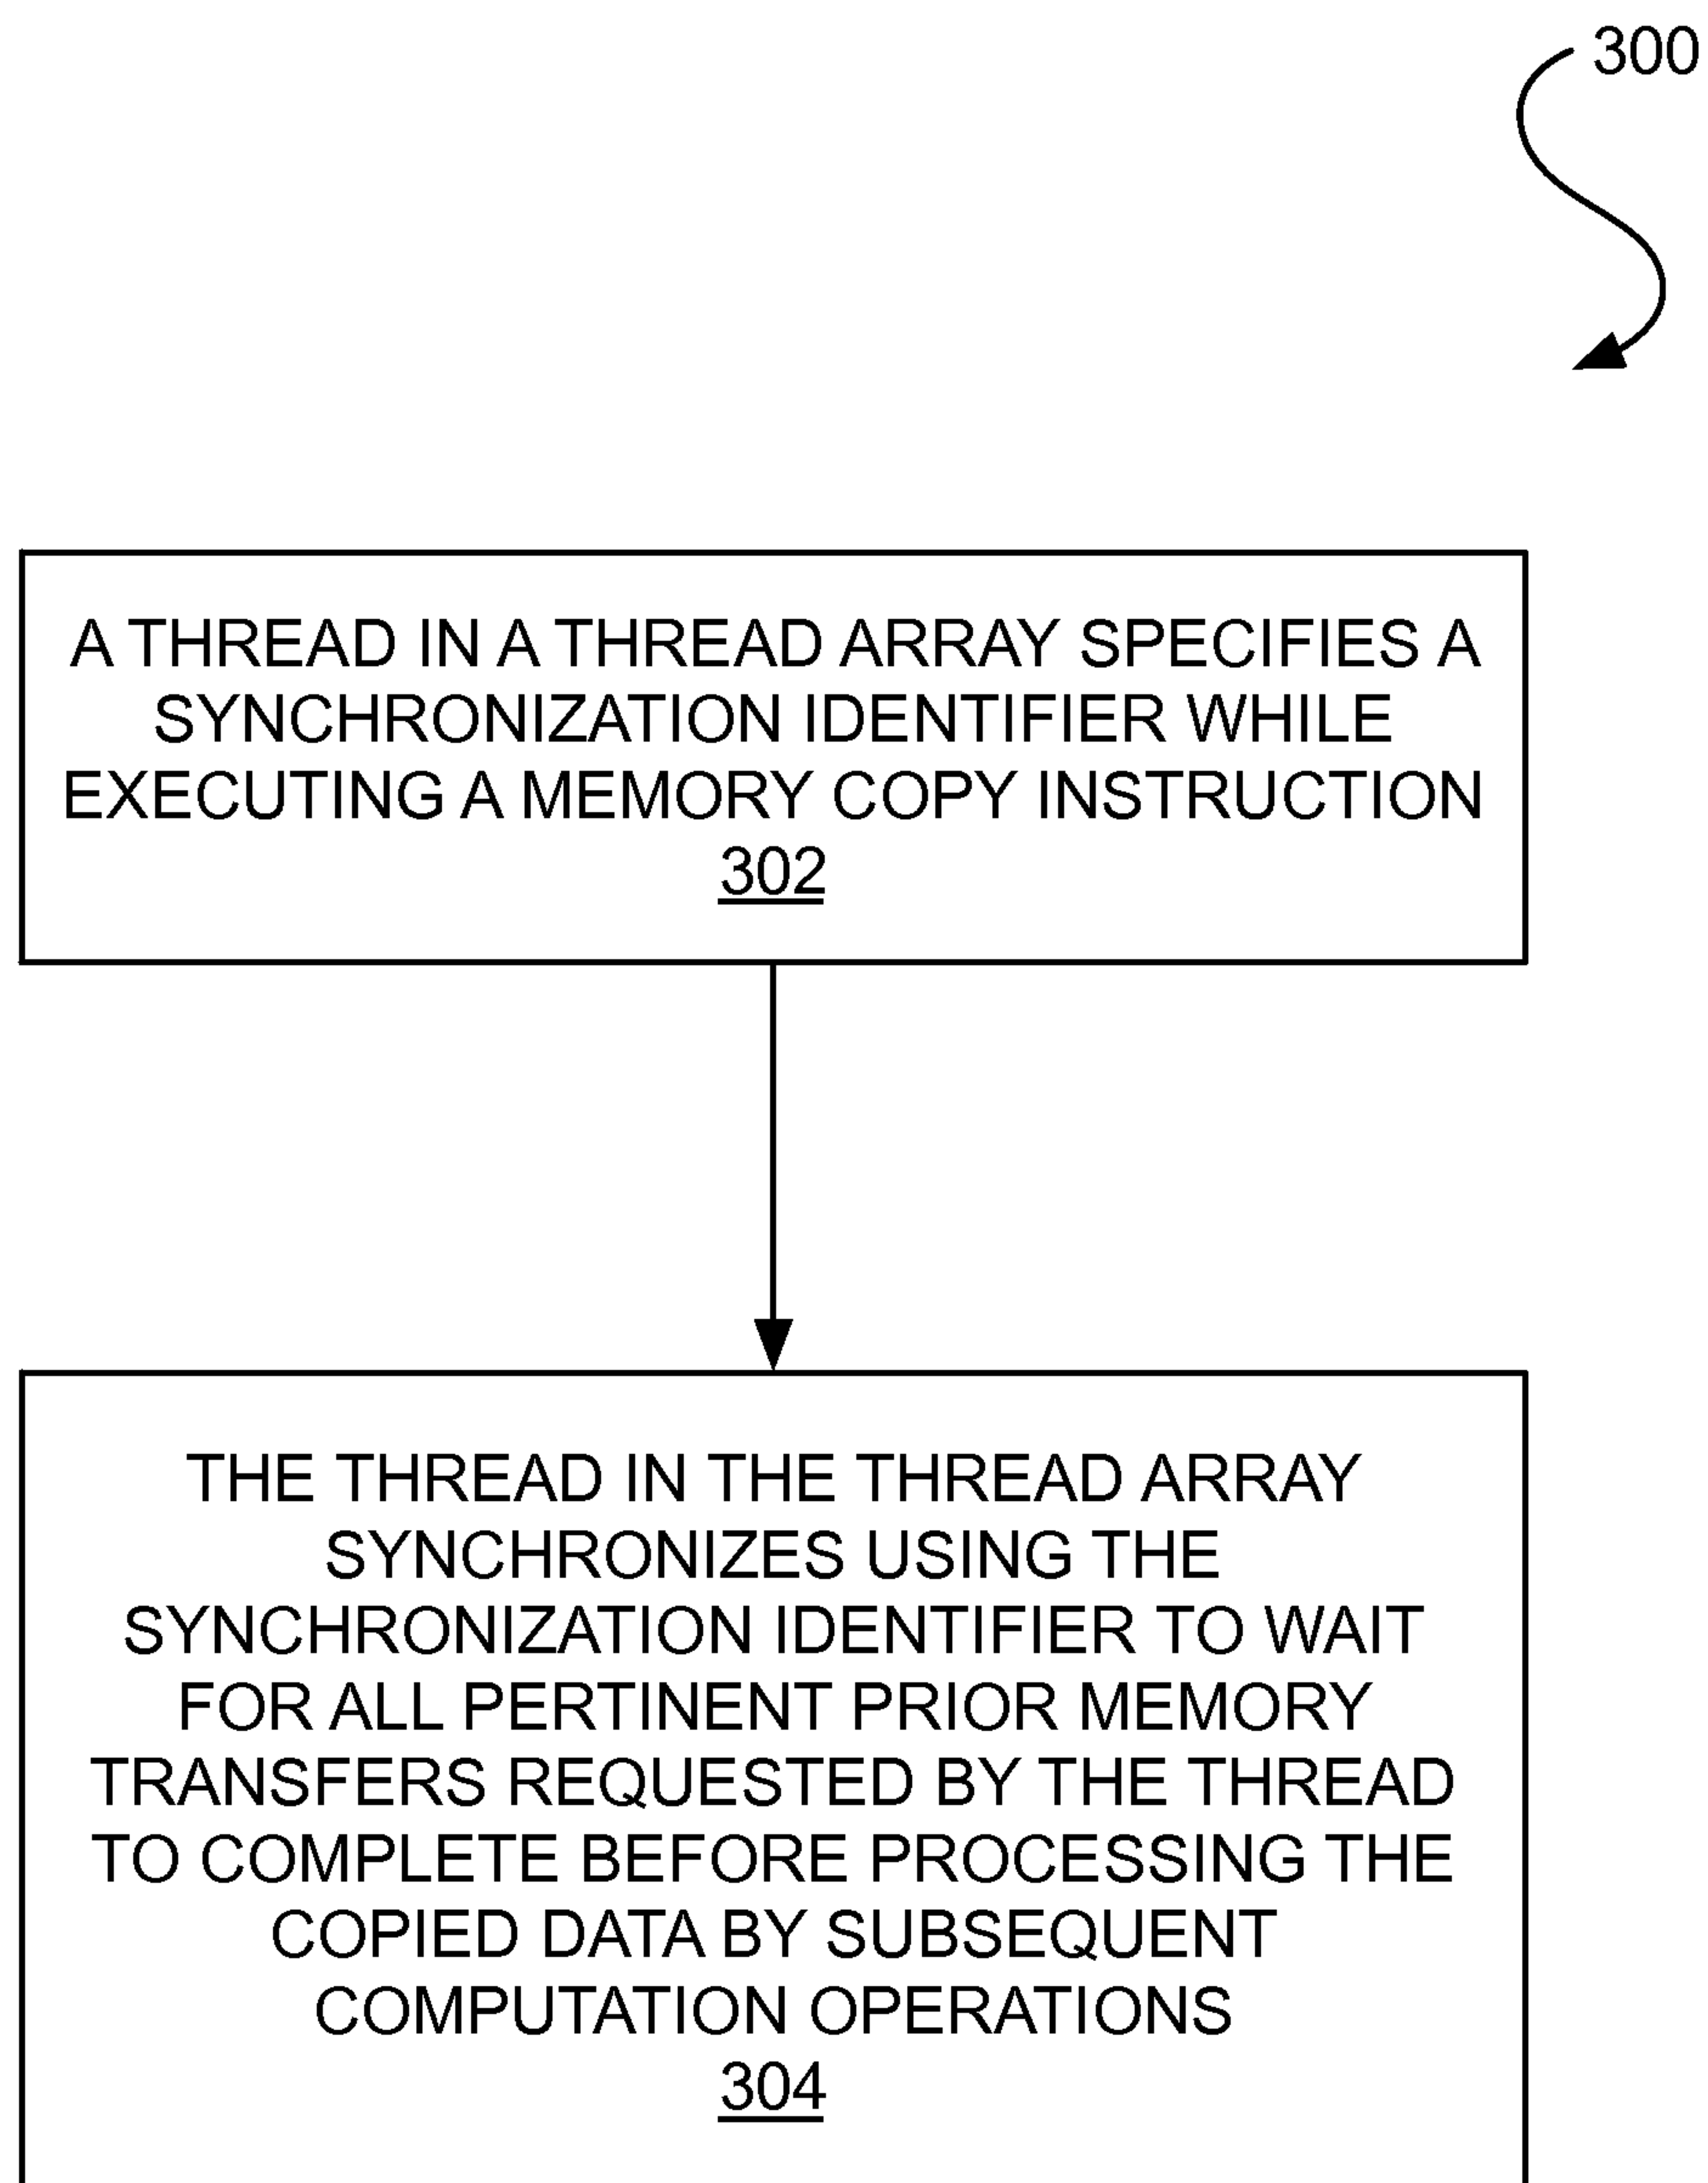 300
A THREAD IN A THREAD ARRAY SPECIFIES A
SYNCHRONIZATION IDENTIFIER WHILE
EXECUTING A MEMORY COPY INSTRUCTION
302
THE THREAD IN THE THREAD ARRAY
SYNCHRONIZES USING THE
SYNCHRONIZATION IDENTIFIER TO WAIT
FOR ALL PERTINENT PRIOR MEMORY
TRANSFERS REQUESTED BY THE THREAD
TO COMPLETE BEFORE PROCESSING THE
COPIED DATA BY SUBSEQUENT
COMPUTATION OPERATIONS
304